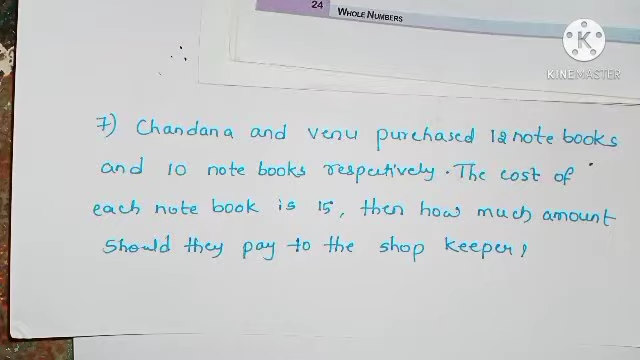 24 WHOLE NUMBERS
KINEMASTER
7) Chandana and Venu purchased 12 note books
and 10 note books respectively. The cost of
each note book is 15, then how much amount
should they pay to the shop keeper?